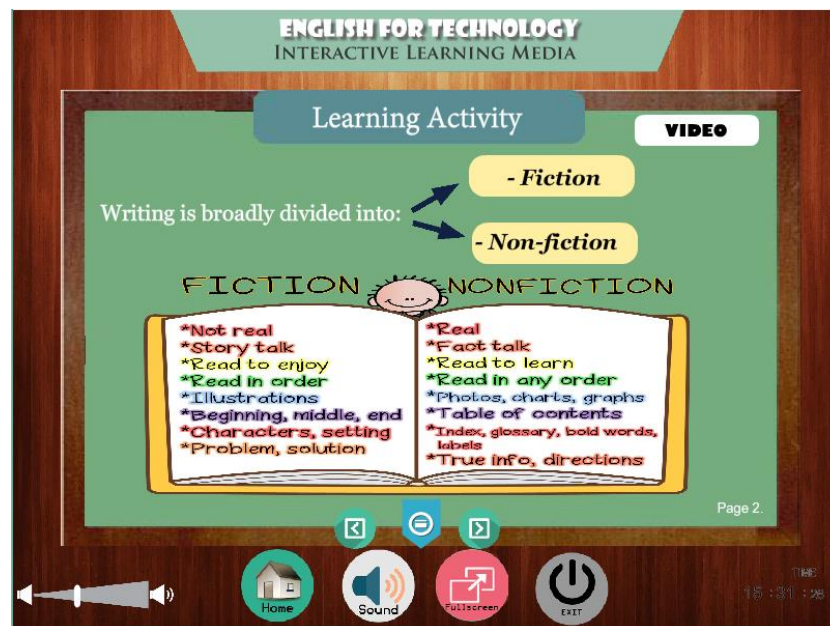 ENGLISH FOR TECHNOLOGY
INTERACTIVE LEARNING MEDIA
Learning Activity
VIDEO
Writing is broadly divided into:
- Fiction
- Non-fiction
FICTION
*Not real
*Story talk
*Read to enjoy
*Read in order
*Illustrations
*Beginning, middle, end
*Characters, setting
*Problem, solution
NONFICTION
*Real
*Fact talk
*Read to learn
*Read in any order
*Photos, charts, graphs
*Table of contents
*Index, glossary, bold words,
labels
*True info, directions
Page 2.
Home
Sound
Fullscreen
EXIT
TIME